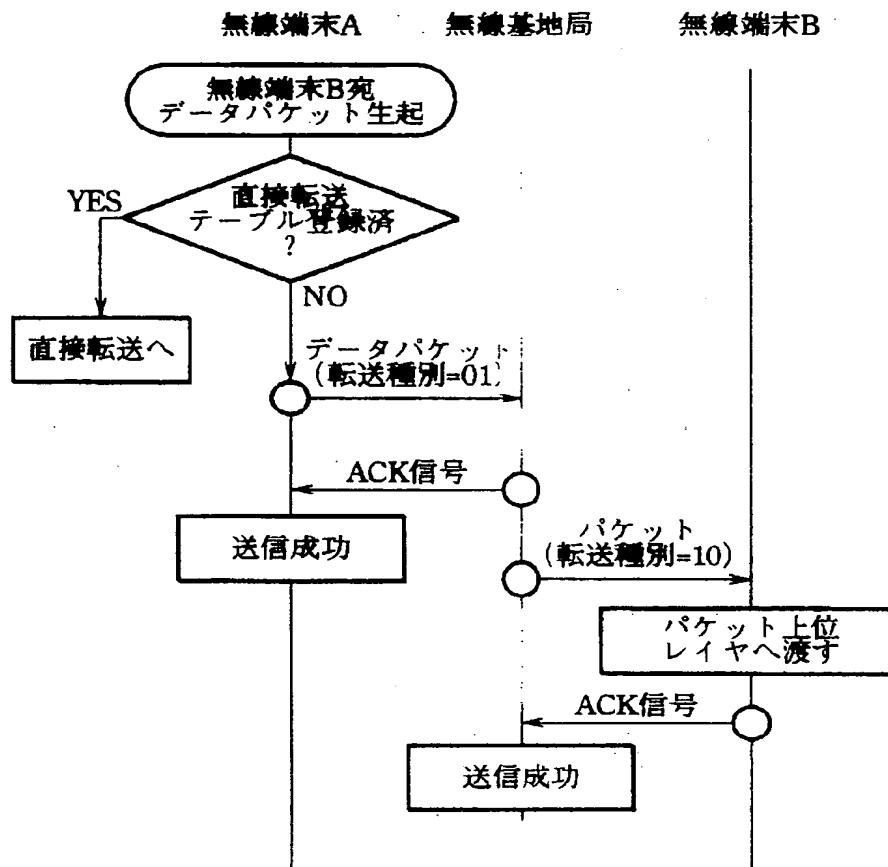 無線端末A
無線基地局
無線端末B
無線端末B宛
データパケット生起
直接転送
テーブル登録済
?
YES
NO
直接転送へ
データパケット
(転送種別=01)
ACK信号
送信成功
パケット
(転送種別=10)
パケット上位
レイヤへ渡す
ACK信号
送信成功